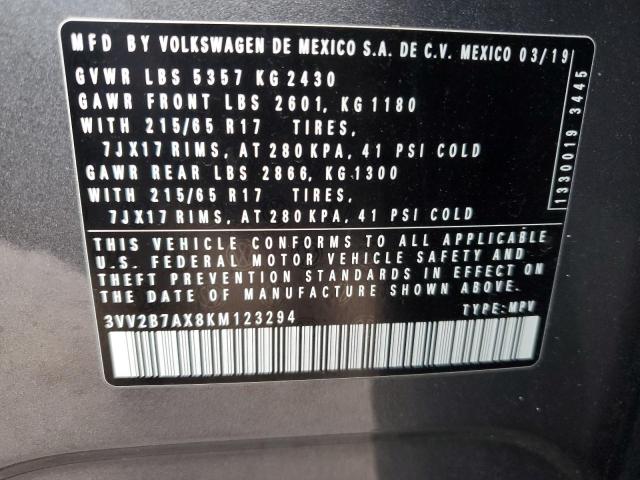 MFD BY VOLKSWAGEN DE MEXICO S.A. DE C.V. MEXICO 03/19
GVWR LBS 5357 KG 2430
GAWR FRONT LBS 2601, KG 1180
WITH 215/65 R17 TIRES,
7JX17 RIMS, AT 280 KPA, 41 PSI COLD
GAWR REAR LBS 2866, KG 1300
WITH 215/65 R17 TIRES,
7JX17 RIMS, AT 280 KPA, 41 PSI COLD
THIS VEHICLE CONFORMS TO ALL APPLICABLE
U.S. FEDERAL MOTOR VEHICLE SAFETY AND
THEFT PREVENTION STANDARDS IN EFFECT ON
THE DATE OF MANUFACTURE SHOWN ABOVE.
3VV2B7AX8KM123294 TYPE:MPV
1330019 3445